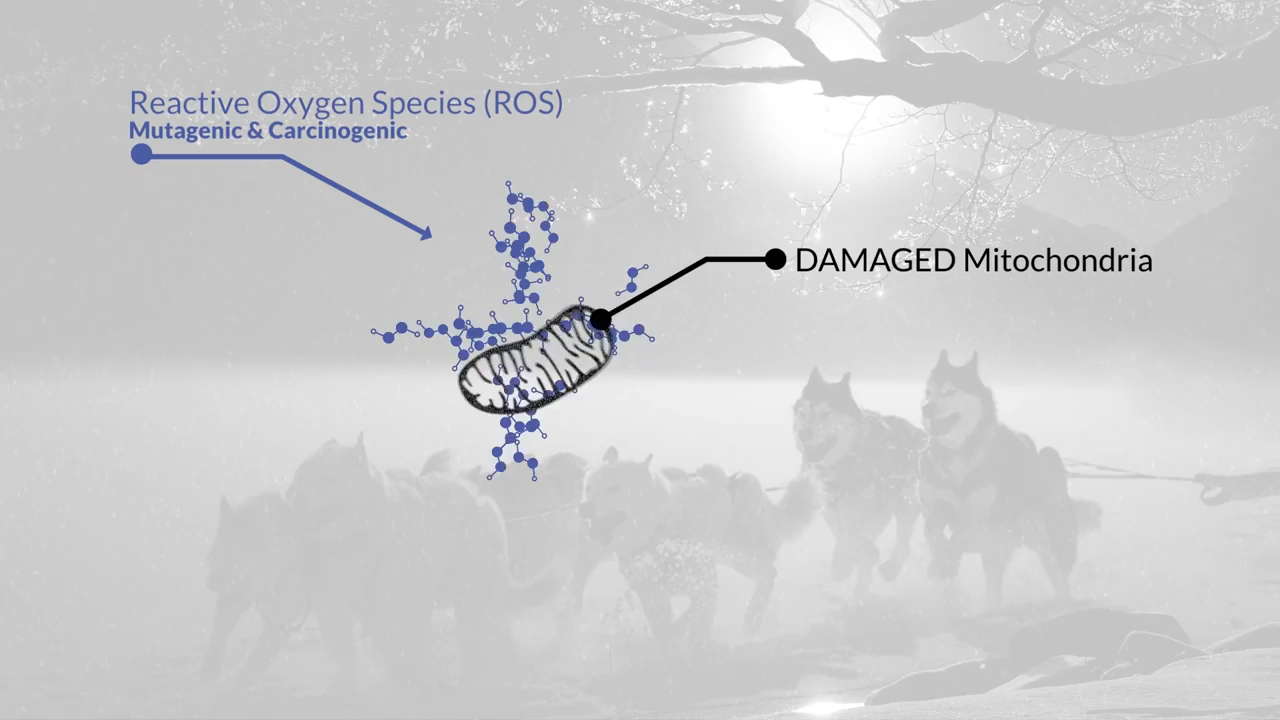 Reactive Oxygen Species (ROS)
Mutagenic & Carcinogenic
DAMAGED Mitochondria